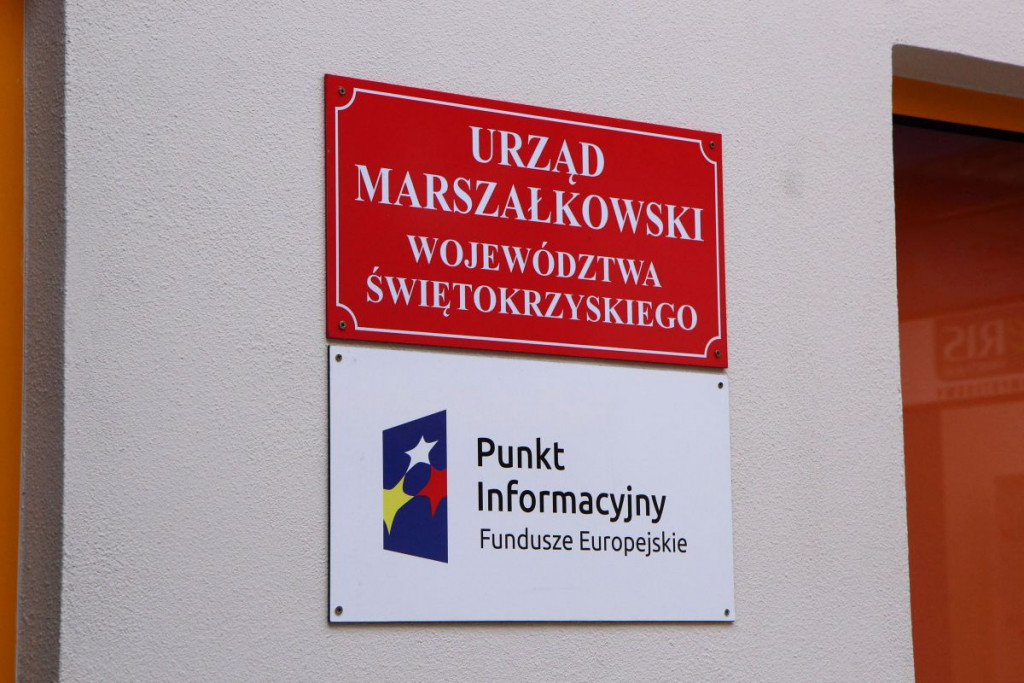 URZĄD
MARSZAŁKOWSKI
WOJEWÓDZTWA
ŚWIĘTOKRZYSKIEGO
Punkt
Informacyjny
Fundusze Europejskie